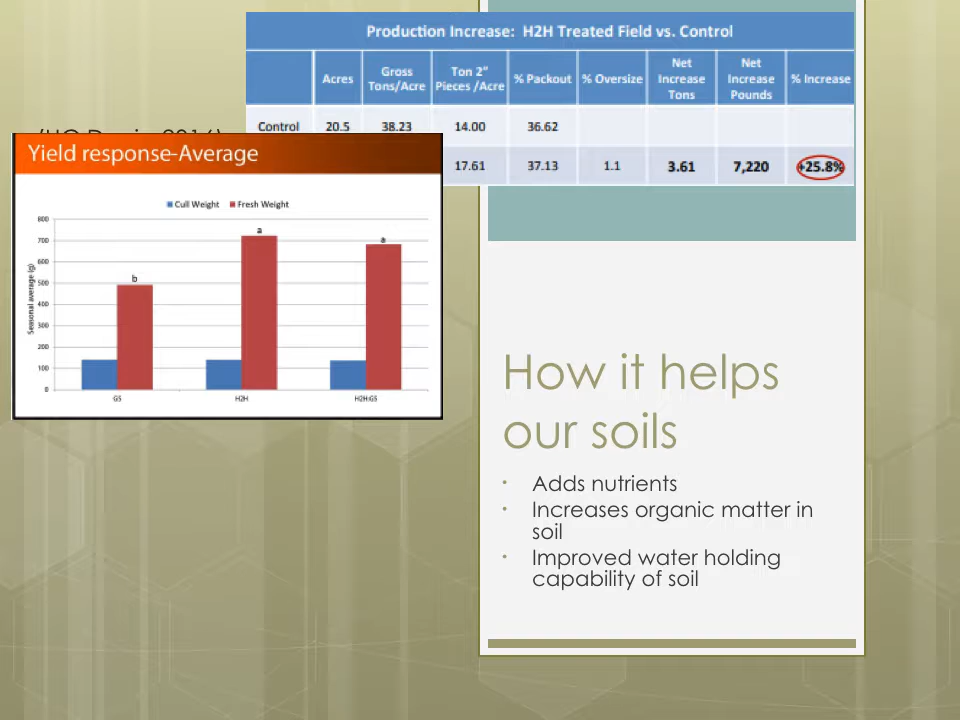 Production Increase: H2H Treated Field vs. Control
Acres Gross Tons/Acre Ton 2" Pieces /Acre % Packout % Oversize Net Increase Tons Net Increase Pounds % Increase
Control 20.5 38.23 14.00 36.62
17.61 37.13 1.1 3.61 7,220 +25.8%
Yield response-Average
Cull Weight Fresh Weight
Seasonal average (g)
800
700
600
500
400
300
200
100
0
b
a
a
GS H2H H2H:GS
How it helps
our soils
• Adds nutrients
• Increases organic matter in
soil
• Improved water holding
capability of soil